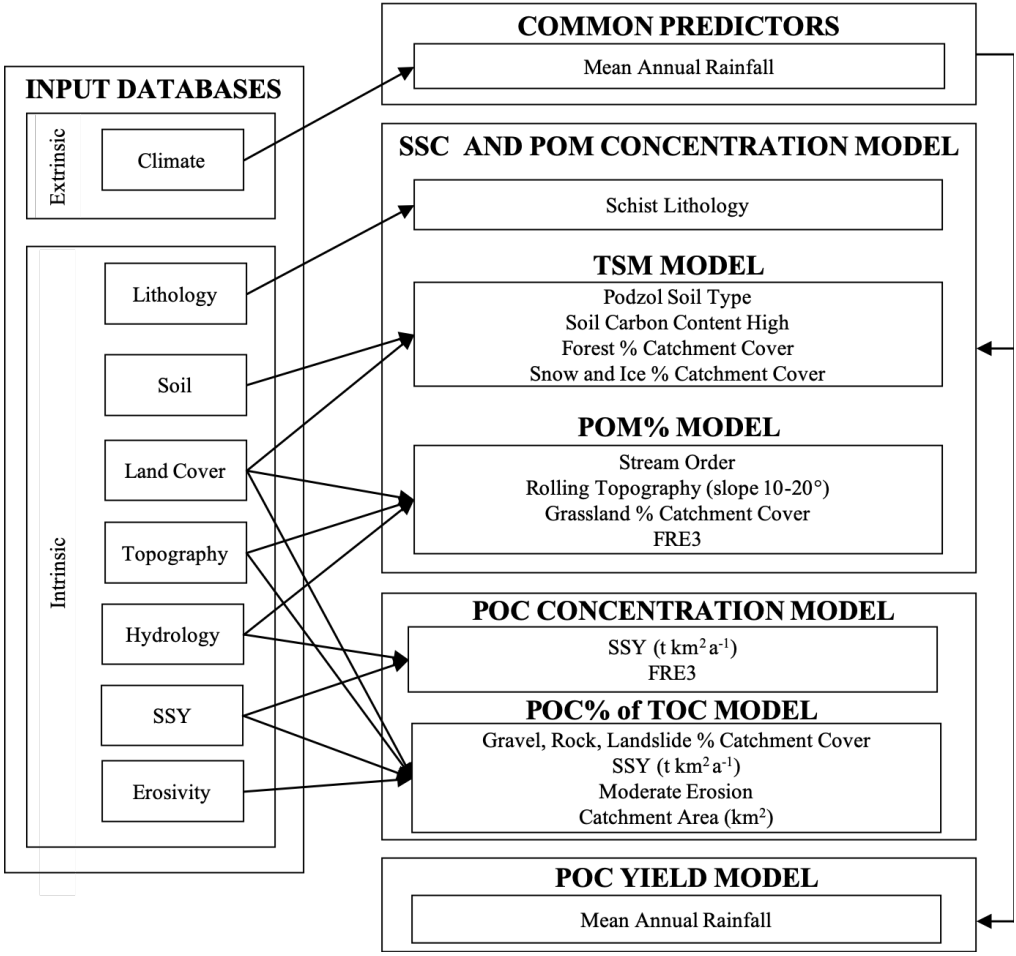 INPUT DATABASES
Extrinsic
Climate
Intrinsic
Lithology
Soil
Land Cover
Topography
Hydrology
SSY
Erosivity
COMMON PREDICTORS
Mean Annual Rainfall
SSC AND POM CONCENTRATION MODEL
Schist Lithology
TSM MODEL
Podzol Soil Type
Soil Carbon Content High
Forest % Catchment Cover
Snow and Ice % Catchment Cover
POM% MODEL
Stream Order
Rolling Topography (slope 10-20°)
Grassland % Catchment Cover
FRE3
POC CONCENTRATION MODEL
SSY (t km² a⁻¹)
FRE3
POC% of TOC MODEL
Gravel, Rock, Landslide % Catchment Cover
SSY (t km² a⁻¹)
Moderate Erosion
Catchment Area (km²)
POC YIELD MODEL
Mean Annual Rainfall